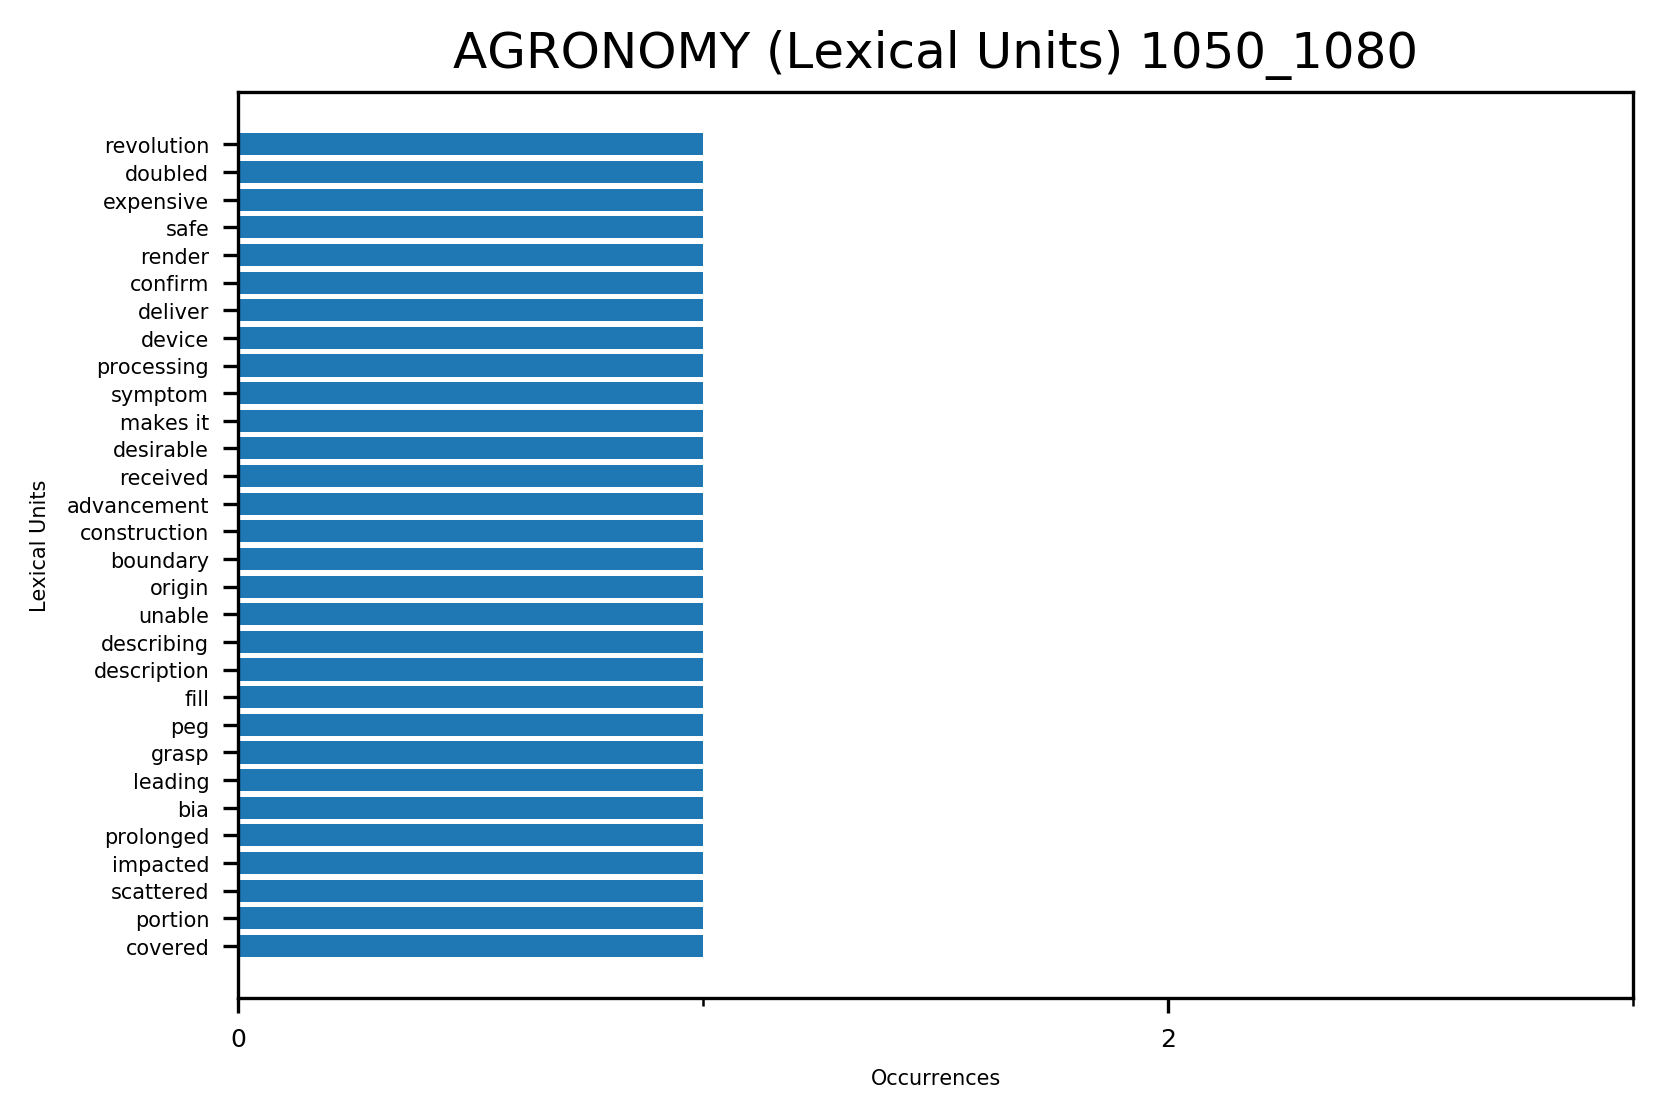 AGRONOMY (Lexical Units) 1050_1080
revolution
doubled
expensive
safe
render
confirm
deliver
device
processing
symptom
makes it
desirable
received
advancement
construction
boundary
origin
unable
describing
description
fill
peg
grasp
leading
bia
prolonged
impacted
scattered
portion
covered
Lexical Units
0
2
Occurrences